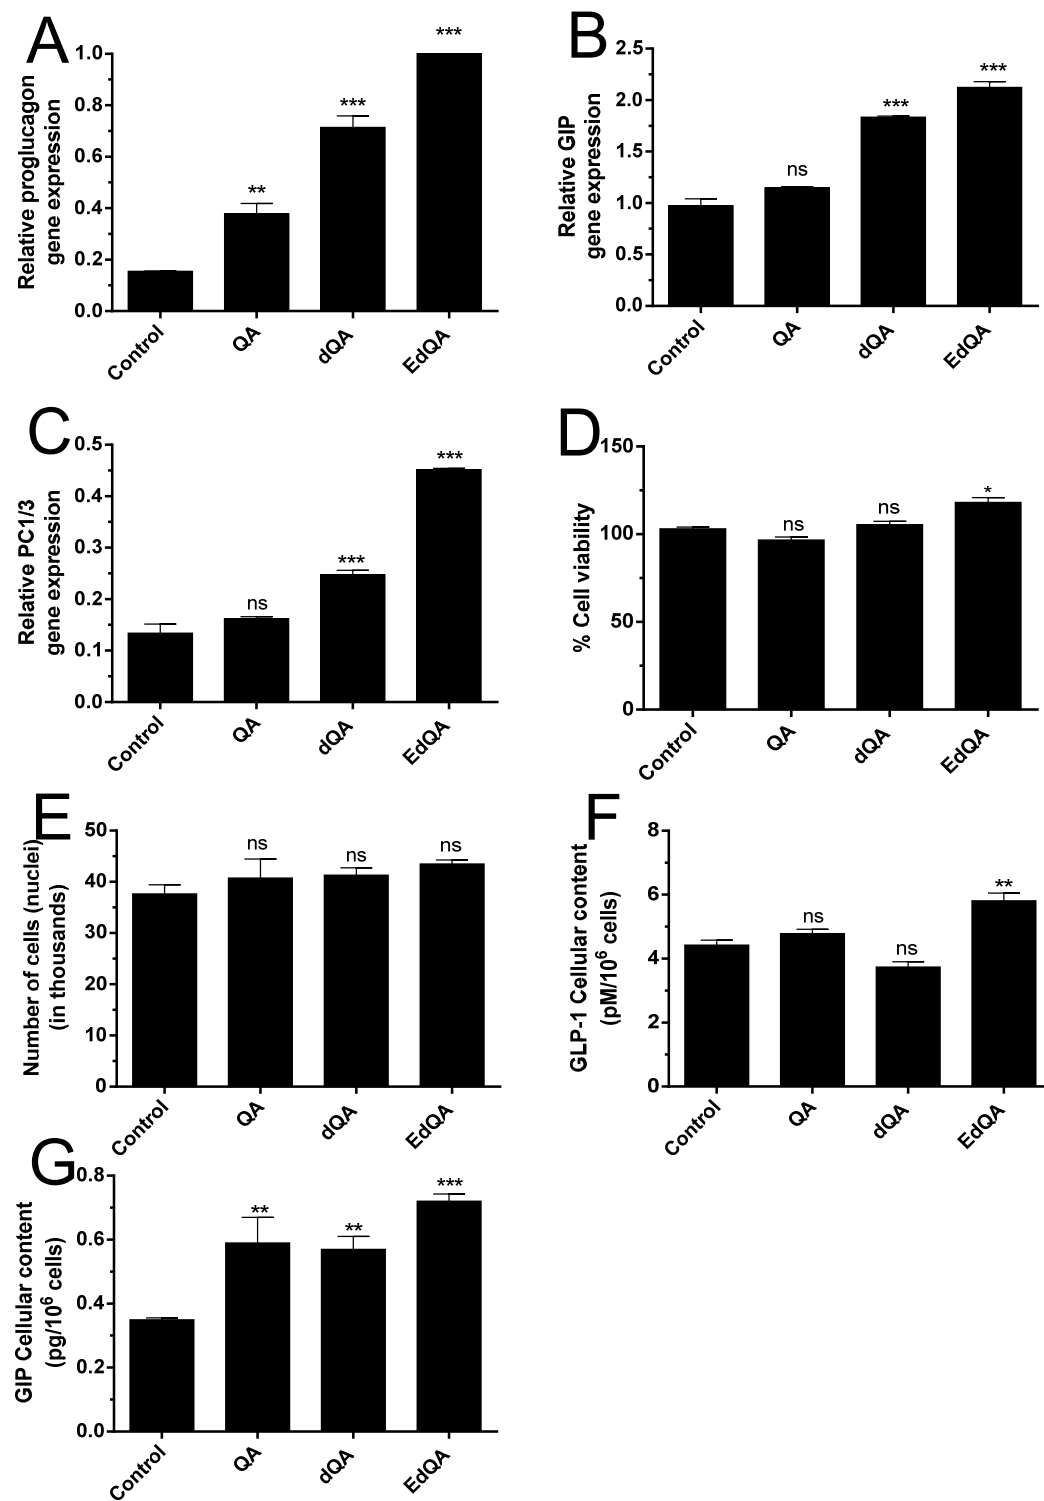 A
Relative proglucagon
gene expression
1.0
0.8
0.6
0.4
0.2
0.0
**
***
***
Control
QA
dQA
EdQA
B
Relative GIP
gene expression
2.5
2.0
1.5
1.0
0.5
0.0
ns
***
***
Control
QA
dQA
EdQA
C
Relative PC1/3
gene expression
0.5
0.4
0.3
0.2
0.1
0.0
ns
***
***
Control
QA
dQA
EdQA
D
% Cell viability
150
100
50
0
ns
ns
*
Control
QA
dQA
EdQA
E
Number of cells (nuclei)
(in thousands)
50
40
30
20
10
0
ns
ns
ns
Control
QA
dQA
EdQA
F
GLP-1 Cellular content
(pM/10⁶ cells)
8
6
4
2
0
ns
ns
**
Control
QA
dQA
EdQA
G
GIP Cellular content
(pg/10⁶ cells)
0.8
0.6
0.4
0.2
0.0
**
**
***
Control
QA
dQA
EdQA